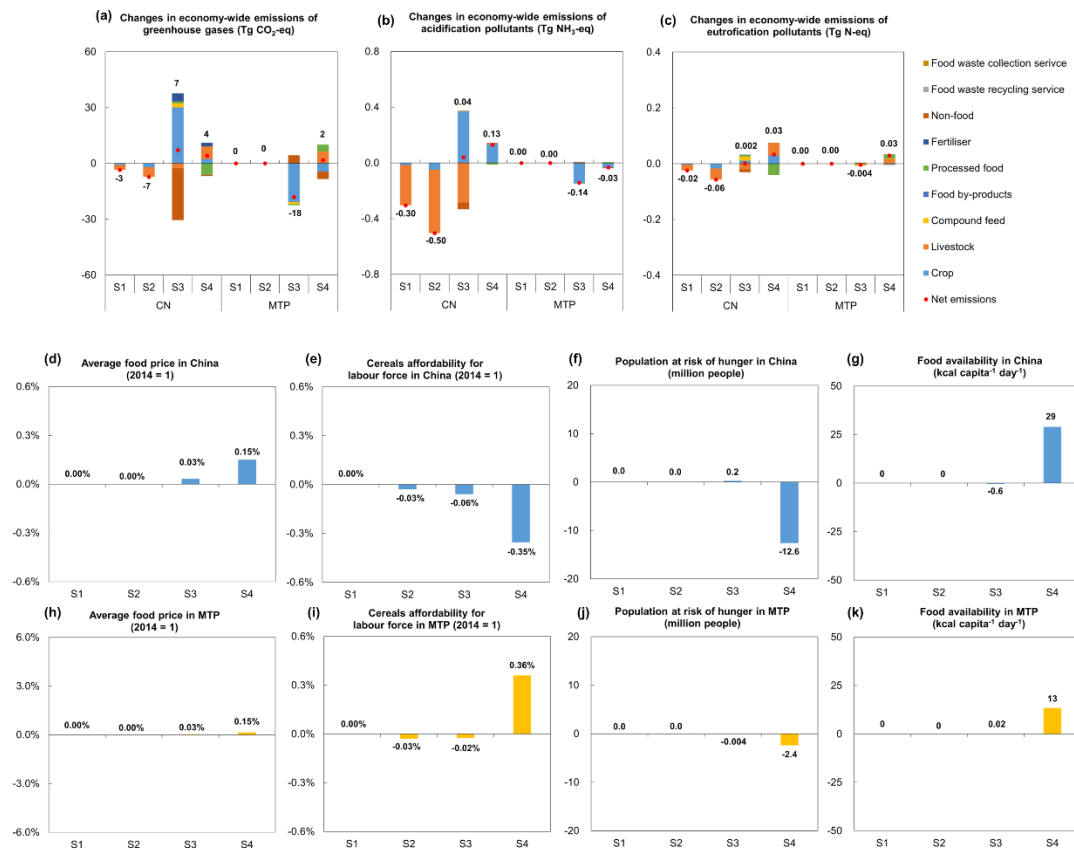 (a) Changes in economy-wide emissions of
greenhouse gases (Tg CO₂-eq)
60
30
0
-30
-60
-3
-7
7
4
0
0
-18
2
S1 S2 S3 S4 S1 S2 S3 S4
CN MTP
(b) Changes in economy-wide emissions of
acidification pollutants (Tg NH₃-eq)
0.8
0.4
0.0
-0.4
-0.8
-0.30
-0.50
0.04
0.13
0.00
0.00
-0.14
-0.03
S1 S2 S3 S4 S1 S2 S3 S4
CN MTP
(c) Changes in economy-wide emissions of
eutrofication pollutants (Tg N-eq)
0.4
0.2
0.0
-0.2
-0.4
-0.02
-0.06
0.002
0.03
0.00
0.00
-0.004
0.03
S1 S2 S3 S4 S1 S2 S3 S4
CN MTP
Food waste collection serivce
Food waste recycling service
Non-food
Fertiliser
Processed food
Food by-products
Compound feed
Livestock
Crop
Net emissions
(d) Average food price in China
(2014 = 1)
0.6%
0.3%
0.0%
-0.3%
-0.6%
0.00%
0.00%
0.03%
0.15%
S1 S2 S3 S4
(e) Cereals affordability for
labour force in China (2014 = 1)
0.6%
0.3%
0.0%
-0.3%
-0.6%
0.00%
-0.03%
-0.06%
-0.35%
S1 S2 S3 S4
(f) Population at risk of hunger in China
(million people)
20
10
0
-10
-20
0.0
0.0
0.2
-12.6
S1 S2 S3 S4
(g) Food availability in China
(kcal capita⁻¹ day⁻¹)
50
25
0
-25
-50
0
0
-0.6
29
S1 S2 S3 S4
(h) Average food price in MTP
(2014 = 1)
6.0%
3.0%
0.0%
-3.0%
-6.0%
0.00%
0.00%
0.03%
0.15%
S1 S2 S3 S4
(i) Cereals affordability for
labour force in MTP (2014 = 1)
0.6%
0.3%
0.0%
-0.3%
-0.6%
0.00%
-0.03%
-0.02%
0.36%
S1 S2 S3 S4
(j) Population at risk of hunger in MTP
(million people)
20
10
0
-10
-20
0.0
0.0
-0.004
-2.4
S1 S2 S3 S4
(k) Food availability in MTP
(kcal capita⁻¹ day⁻¹)
50
25
0
-25
-50
0
0
0.02
13
S1 S2 S3 S4